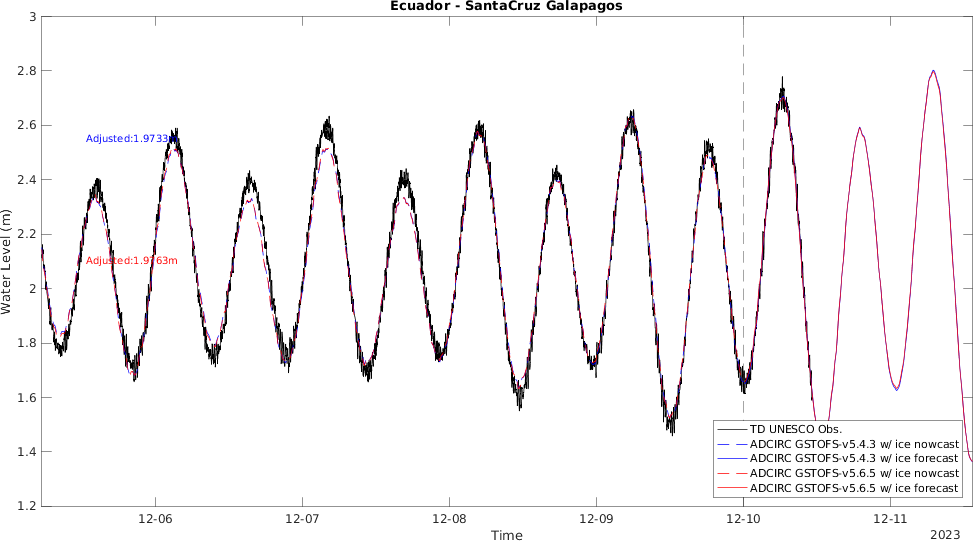 Ecuador - SantaCruz Galapagos
3
2.8
2.6
2.4
2.2
2
1.8
1.6
1.4
1.2
Water Level (m)
Adjusted:1.9733m
TD UNESCO Obs.
ADCIRC GSTOFS-v5.4.3 w/ ice nowcast
ADCIRC GSTOFS-v5.4.3 w/ ice forecast
ADCIRC GSTOFS-v5.6.5 w/ ice nowcast
ADCIRC GSTOFS-v5.6.5 w/ ice forecast
12-06
12-07
12-08
12-09
12-10
12-11
Time
2023